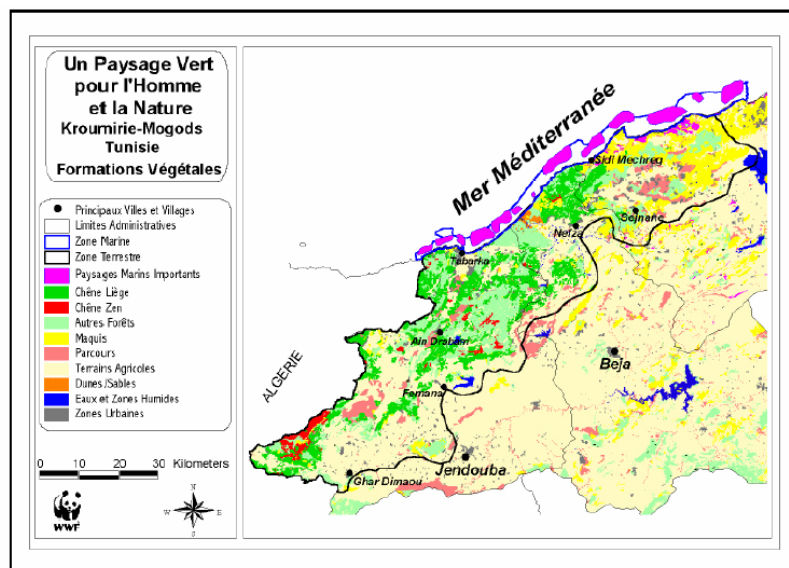 Un Paysage Vert
pour l'Homme
et la Nature
Kroumirie-Mogods
Tunisie
Formations Végétales
Principaux Villes et Villages
Limites Administratives
Zone Marine
Zone Terrestre
Paysages Marins Importants
Chêne Liège
Chêne Zen
Autres Forêts
Maquis
Parcours
Terrains Agricoles
Dunes/Sables
Eaux et Zones Humides
Zones Urbaines
0 10 20 30 Kilometers
WWF
N
W E
S
Mer Méditerranée
Sidi Mechreg
Sejnane
Nefza
Tabarka
Ain Draham
Beja
ALGÉRIE
Fernana
Jendouba
Ghar Dimaou